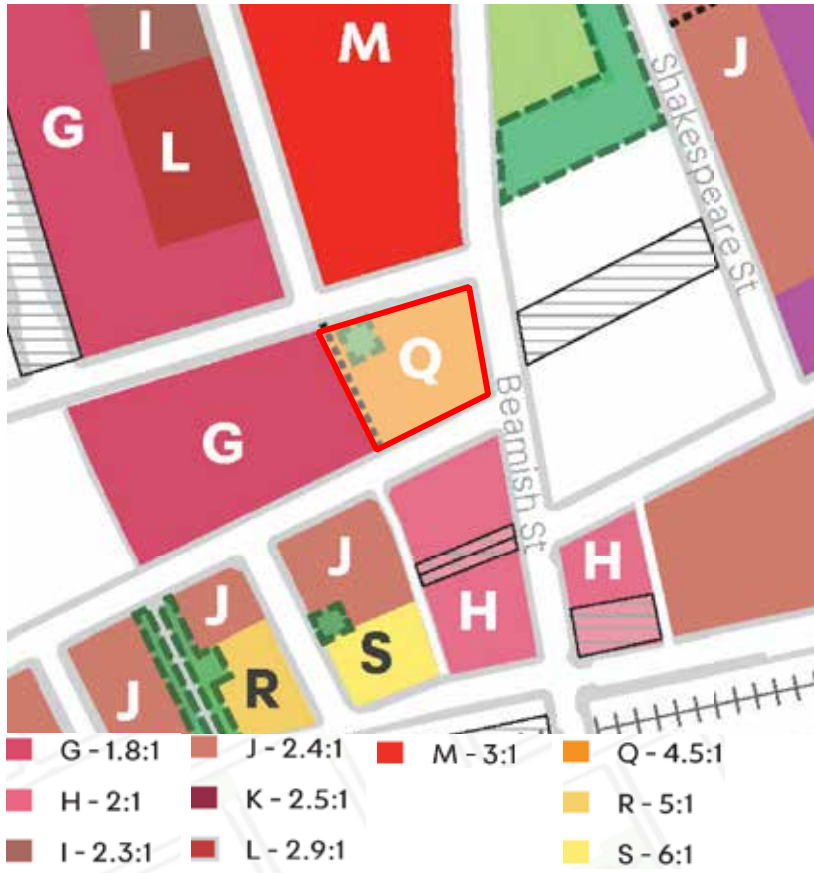 I
M
J
G
L
Shakespeare St
Q
G
Beamish St
J
H
J
H
S
R
J
G - 1.8:1
H - 2:1
I - 2.3:1
J - 2.4:1
K - 2.5:1
L - 2.9:1
M - 3:1
Q - 4.5:1
R - 5:1
S - 6:1